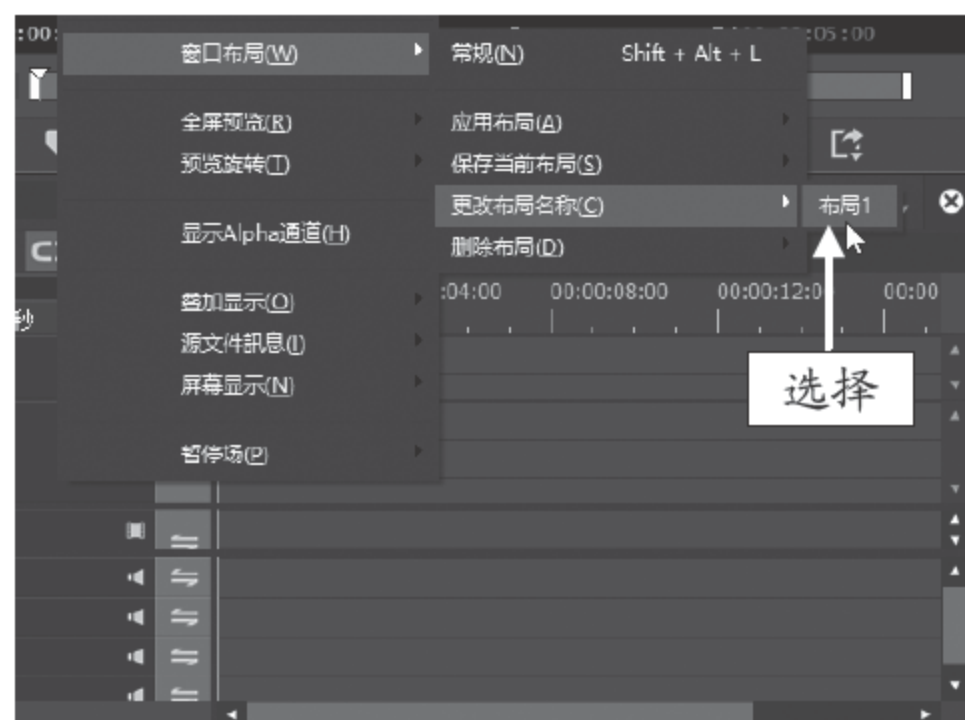 :00:
:05:00
窗口布局(W)
常规(N) Shift + Alt + L
全屏预览(R)
应用布局(A)
预览旋转(T)
保存当前布局(S)
更改布局名称(C)
布局1
显示Alpha通道(H)
删除布局(D)
叠加显示(O)
:04:00 00:00:08:00 00:00:12:0 00:00
秒
源文件訊息(I)
屏幕显示(N)
选择
暂停场(P)